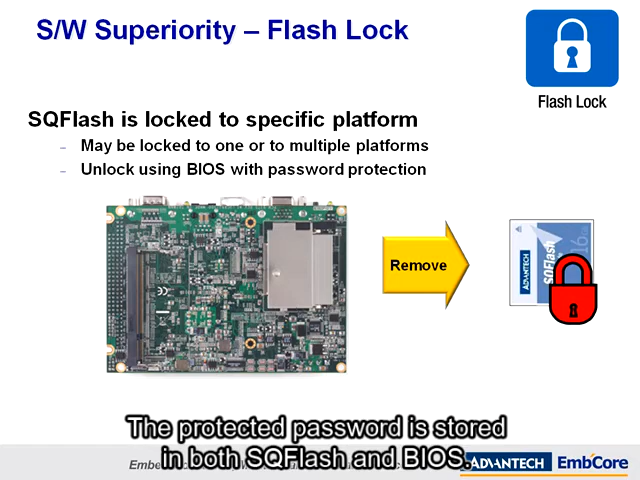 S/W Superiority – Flash Lock
Flash Lock
SQFlash is locked to specific platform
– May be locked to one or to multiple platforms
– Unlock using BIOS with password protection
Remove
ADVANTECH
SQFlash
The protected password is stored
in both SQFlash and BIOS.
ADVANTECH EmbCore